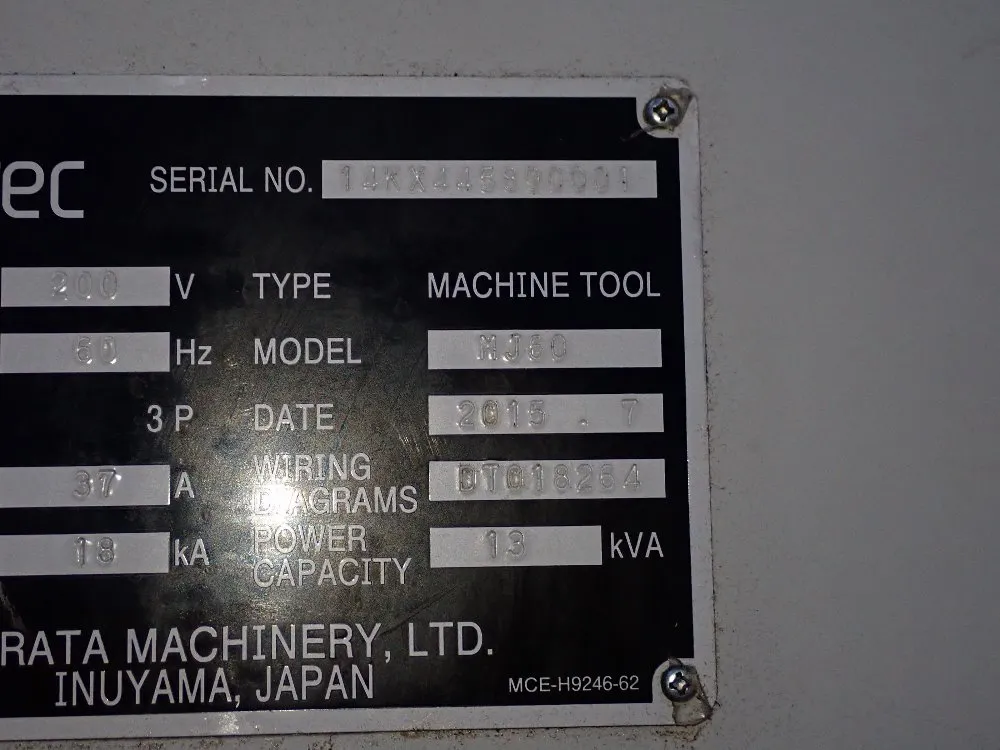 ec SERIAL NO. 14KX445890001
200 V TYPE MACHINE TOOL
60 Hz MODEL MJ60
3 P DATE 2015 . 7
37 A WIRING DIAGRAMS DT018264
18 kA POWER CAPACITY 13 kVA
RATA MACHINERY, LTD.
INUYAMA, JAPAN
MCE-H9246-62